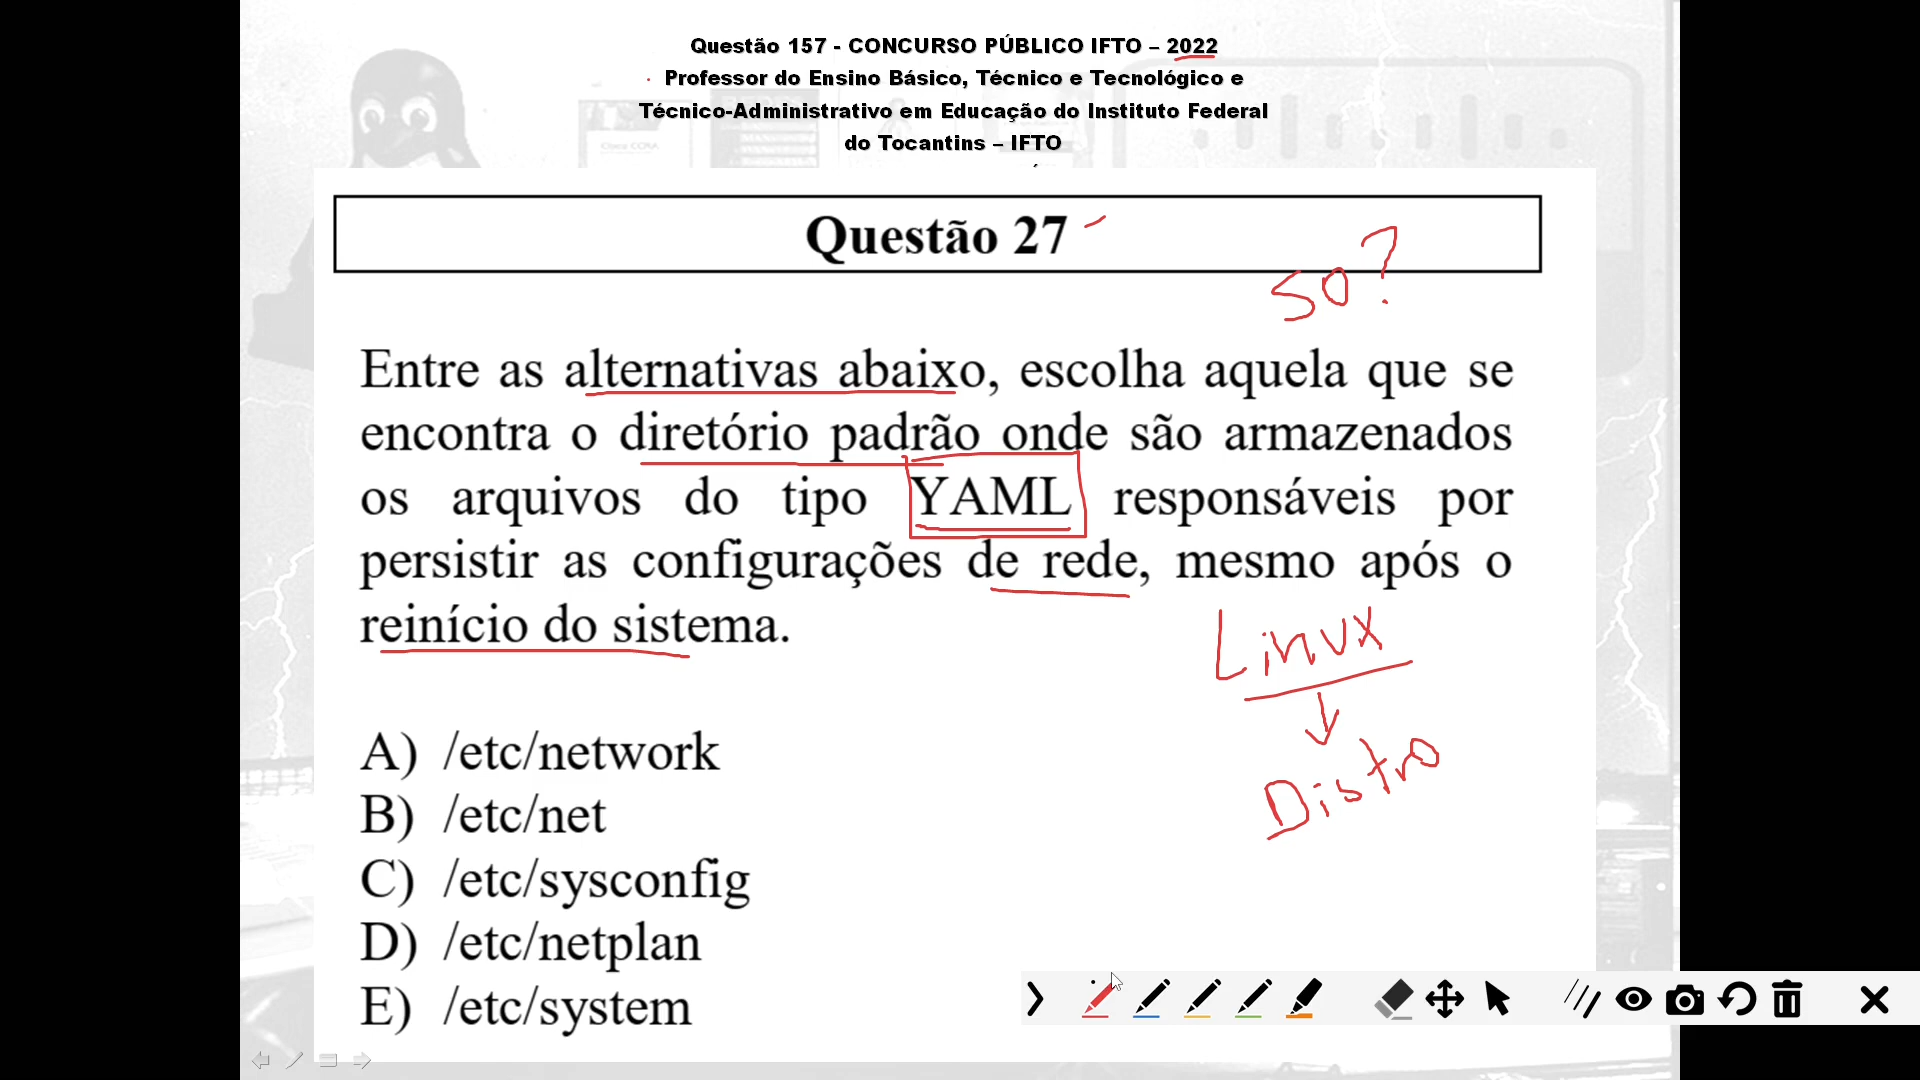 Questão 157 - CONCURSO PÚBLICO IFTO – 2022
Professor do Ensino Básico, Técnico e Tecnológico e
Técnico-Administrativo em Educação do Instituto Federal
do Tocantins – IFTO
Cisco CCNA
Questão 27
SO?
Entre as alternativas abaixo, escolha aquela que se
encontra o diretório padrão onde são armazenados
os arquivos do tipo YAML responsáveis por
persistir as configurações de rede, mesmo após o
reinício do sistema.
Linux
Distro
A) /etc/network
B) /etc/net
C) /etc/sysconfig
D) /etc/netplan
E) /etc/system